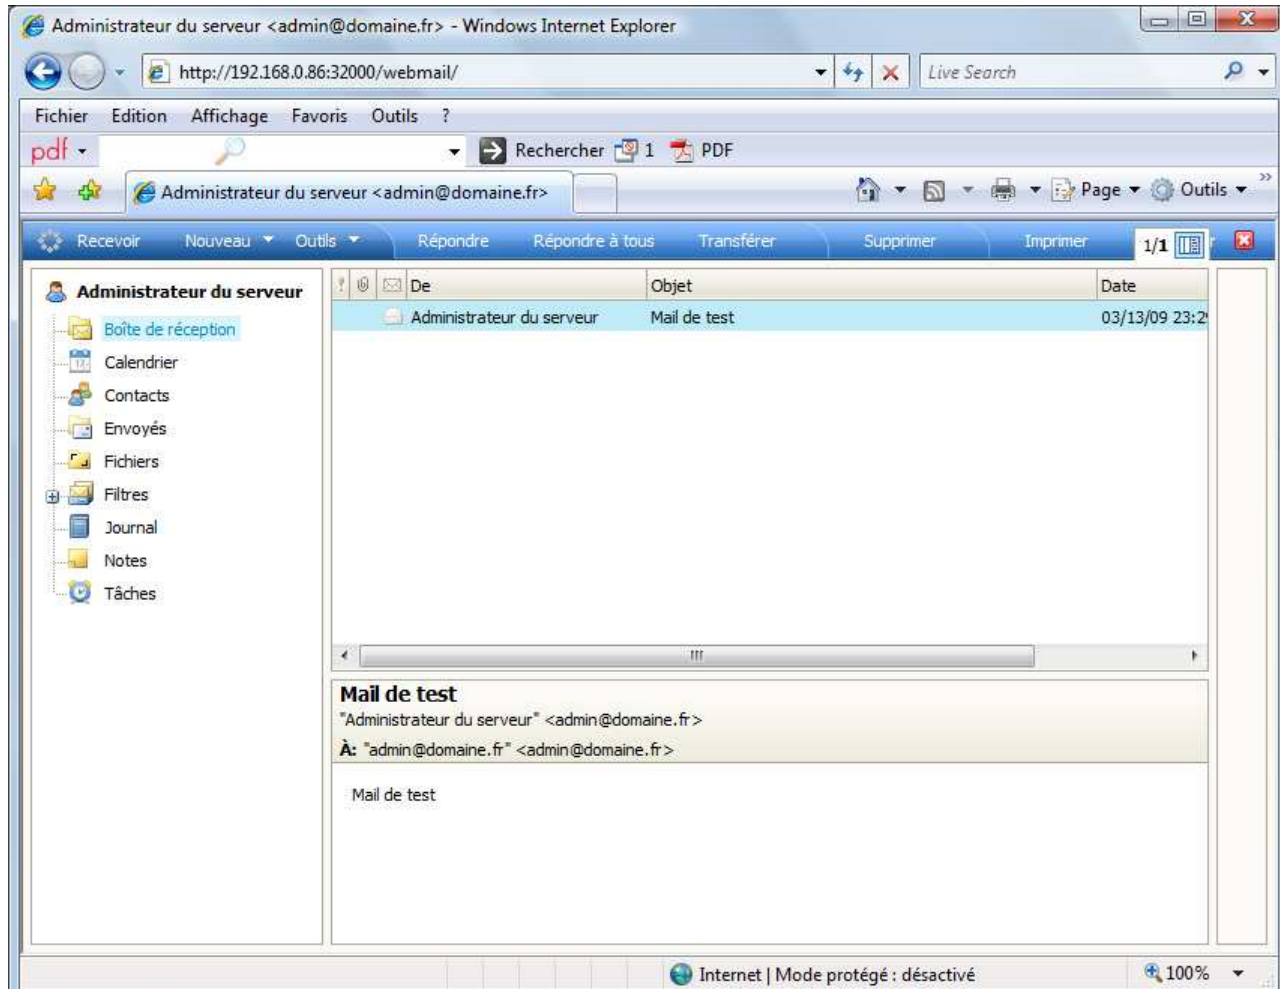 Administrateur du serveur <admin@domaine.fr> - Windows Internet Explorer
http://192.168.0.86:32000/webmail/ Live Search
Fichier Edition Affichage Favoris Outils ?
pdf Rechercher 1 PDF
Administrateur du serveur <admin@domaine.fr> Page Outils
Recevoir Nouveau Outils Répondre Répondre à tous Transférer Supprimer Imprimer 1/1
Administrateur du serveur
De Objet Date
Administrateur du serveur Mail de test 03/13/09 23:2
Boîte de réception
Calendrier
Contacts
Envoyés
Fichiers
Filtres
Journal
Notes
Tâches
Mail de test
"Administrateur du serveur" <admin@domaine.fr>
À: "admin@domaine.fr" <admin@domaine.fr>
Mail de test
Internet | Mode protégé : désactivé 100%